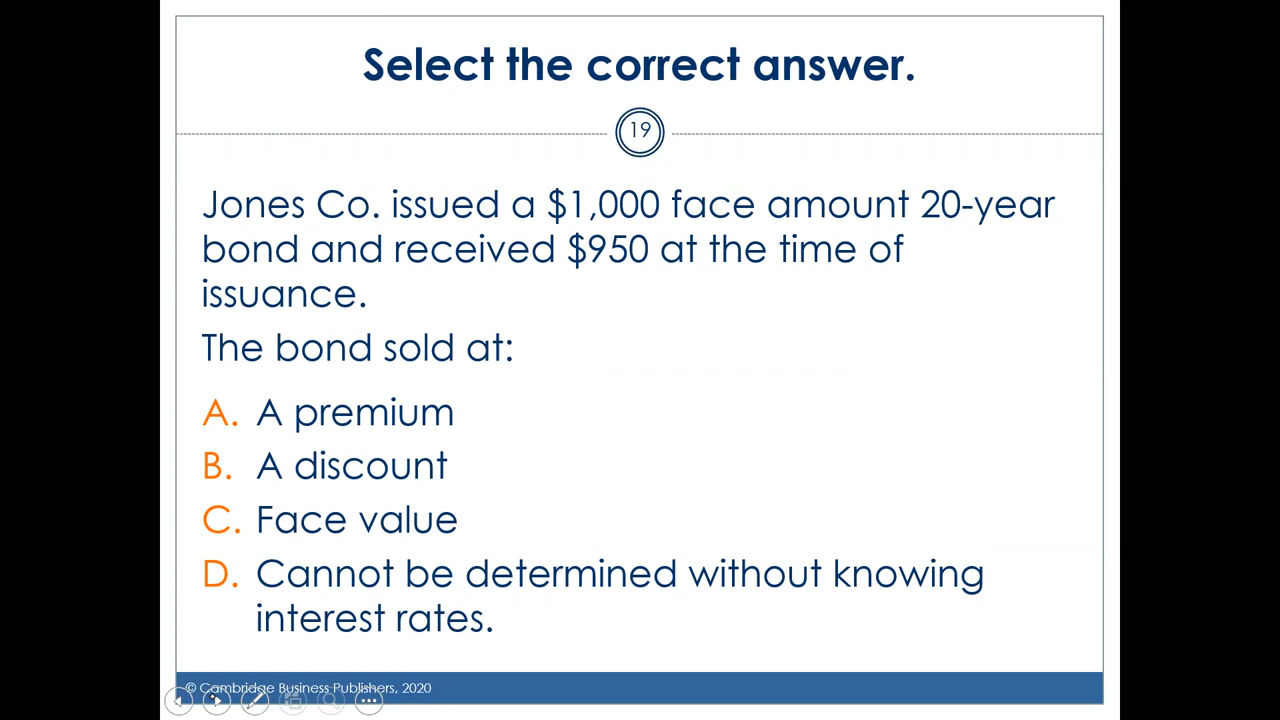 Select the correct answer.
19
Jones Co. issued a $1,000 face amount 20-year
bond and received $950 at the time of
issuance.
The bond sold at:
A. A premium
B. A discount
C. Face value
D. Cannot be determined without knowing
interest rates.
© Cambridge Business Publishers, 2020